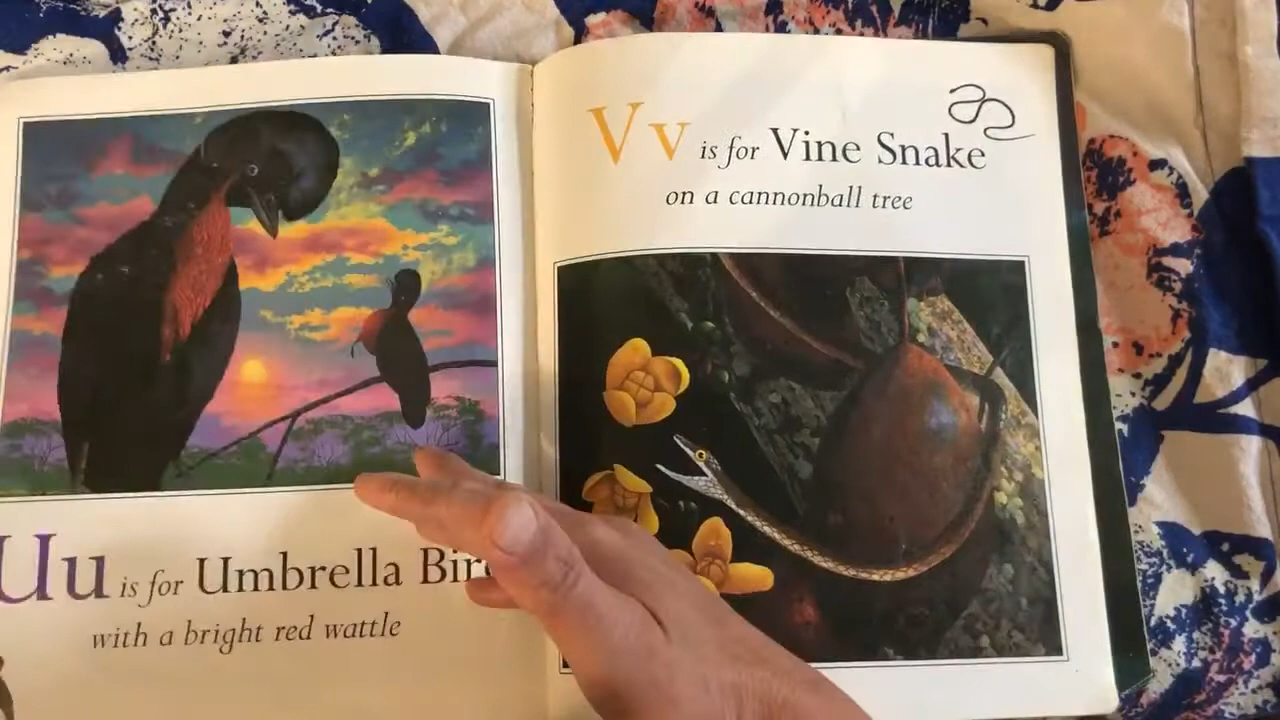 Uu is for Umbrella
with a bright red wattle
Vv is for Vine Snake
on a cannonball tree